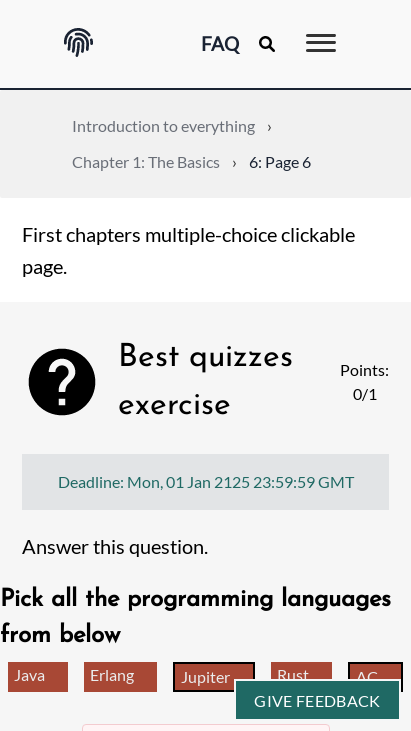 FAQ
Introduction to everything ›
Chapter 1: The Basics › 6: Page 6
First chapters multiple-choice clickable
page.
Best quizzes
exercise
Points:
0/1
Deadline: Mon, 01 Jan 2125 23:59:59 GMT
Answer this question.
Pick all the programming languages
from below
Java Erlang Jupiter Rust AC
GIVE FEEDBACK